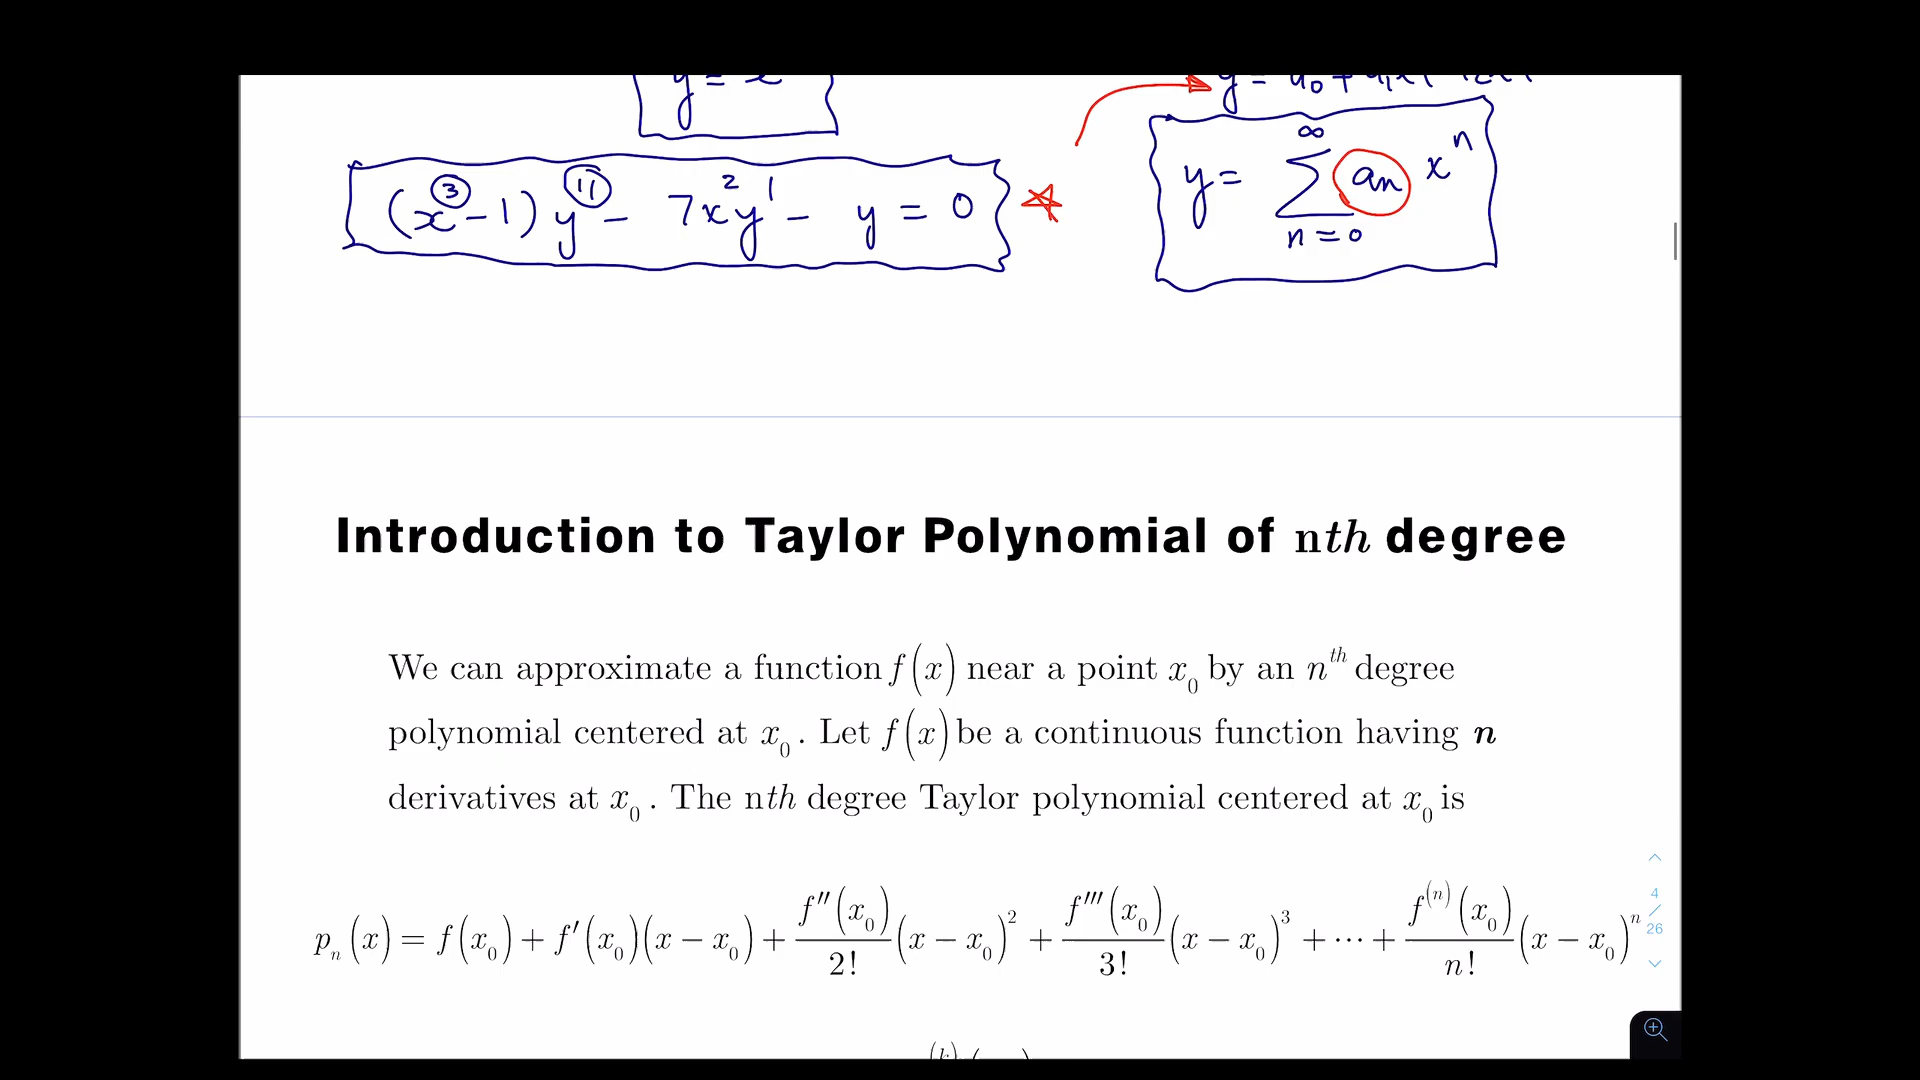 y = x
y = a₀ + a₁x +
(x³ − 1) y'' − 7x²y' − y = 0
y = ∑_{n=0}^{∞} aₙ xⁿ
Introduction to Taylor Polynomial of nth degree
We can approximate a function f(x) near a point x₀ by an nᵗʰ degree
polynomial centered at x₀. Let f(x) be a continuous function having n
derivatives at x₀. The nth degree Taylor polynomial centered at x₀ is
pₙ(x) = f(x₀) + f′(x₀)(x − x₀) + f″(x₀)/2! (x − x₀)² + f‴(x₀)/3! (x − x₀)³ + ⋯ + f⁽ⁿ⁾(x₀)/n! (x − x₀)ⁿ
4
/
26